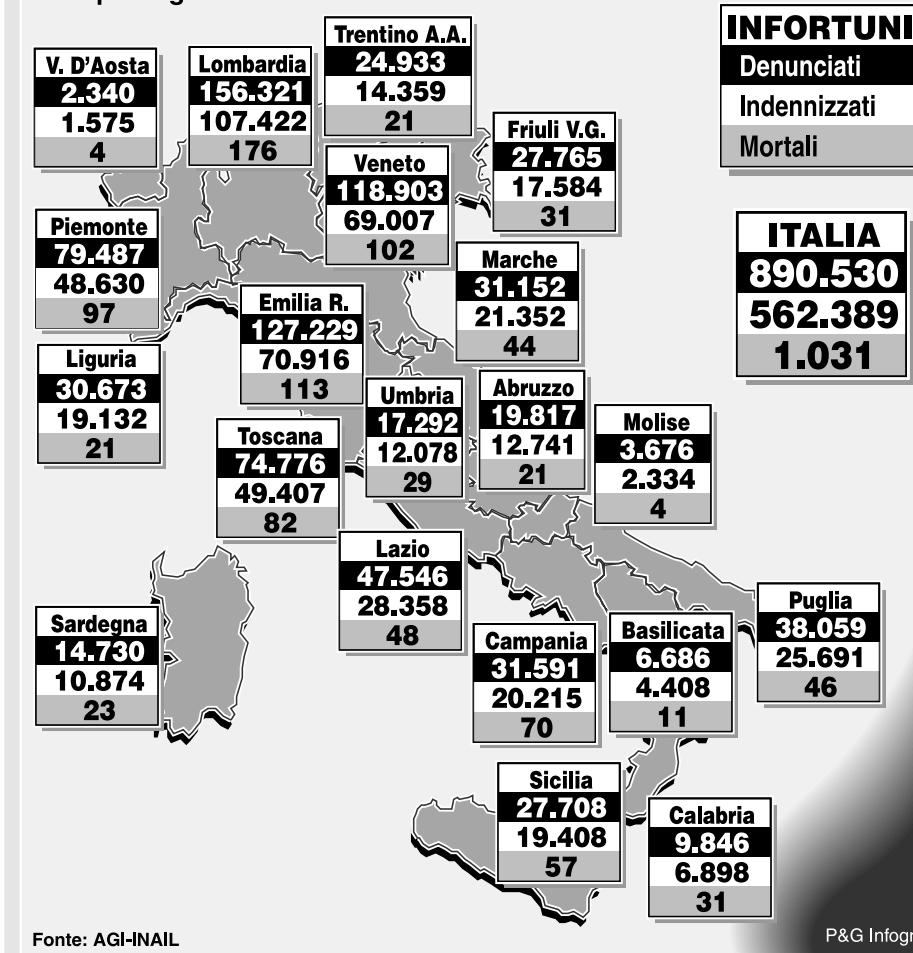 INFORTUNI
Denunciati
Indennizzati
Mortali
ITALIA
890.530
562.389
1.031
V. D'Aosta
2.340
1.575
4
Lombardia
156.321
107.422
176
Trentino A.A.
24.933
14.359
21
Friuli V.G.
27.765
17.584
31
Veneto
118.903
69.007
102
Piemonte
79.487
48.630
97
Marche
31.152
21.352
44
Emilia R.
127.229
70.916
113
Liguria
30.673
19.132
21
Umbria
17.292
12.078
29
Abruzzo
19.817
12.741
21
Molise
3.676
2.334
4
Toscana
74.776
49.407
82
Lazio
47.546
28.358
48
Sardegna
14.730
10.874
23
Campania
31.591
20.215
70
Basilicata
6.686
4.408
11
Puglia
38.059
25.691
46
Sicilia
27.708
19.408
57
Calabria
9.846
6.898
31
Fonte: AGI-INAIL
P&G Infogr